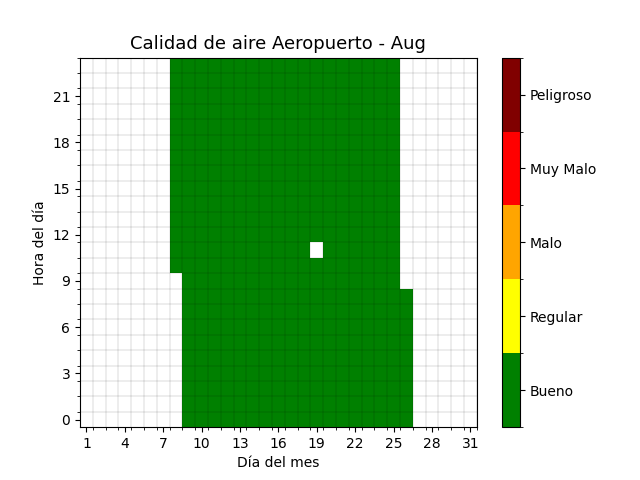 Calidad de aire Aeropuerto - Aug
Hora del día
21
18
15
12
9
6
3
0
1 4 7 10 13 16 19 22 25 28 31
Día del mes
Peligroso
Muy Malo
Malo
Regular
Bueno